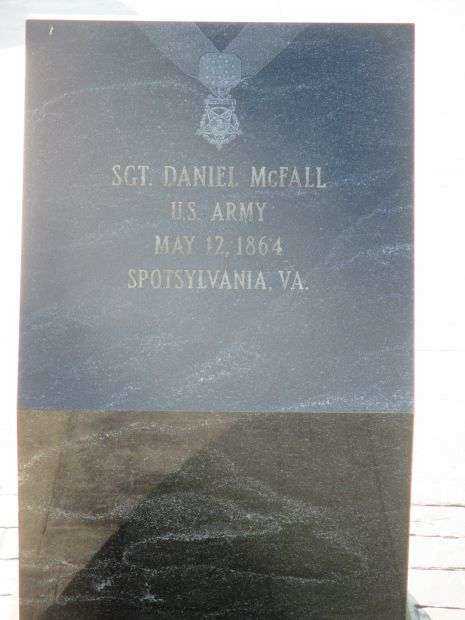 SGT. DANIEL McFALL
U.S. ARMY
MAY 12, 1864
SPOTSYLVANIA, VA.